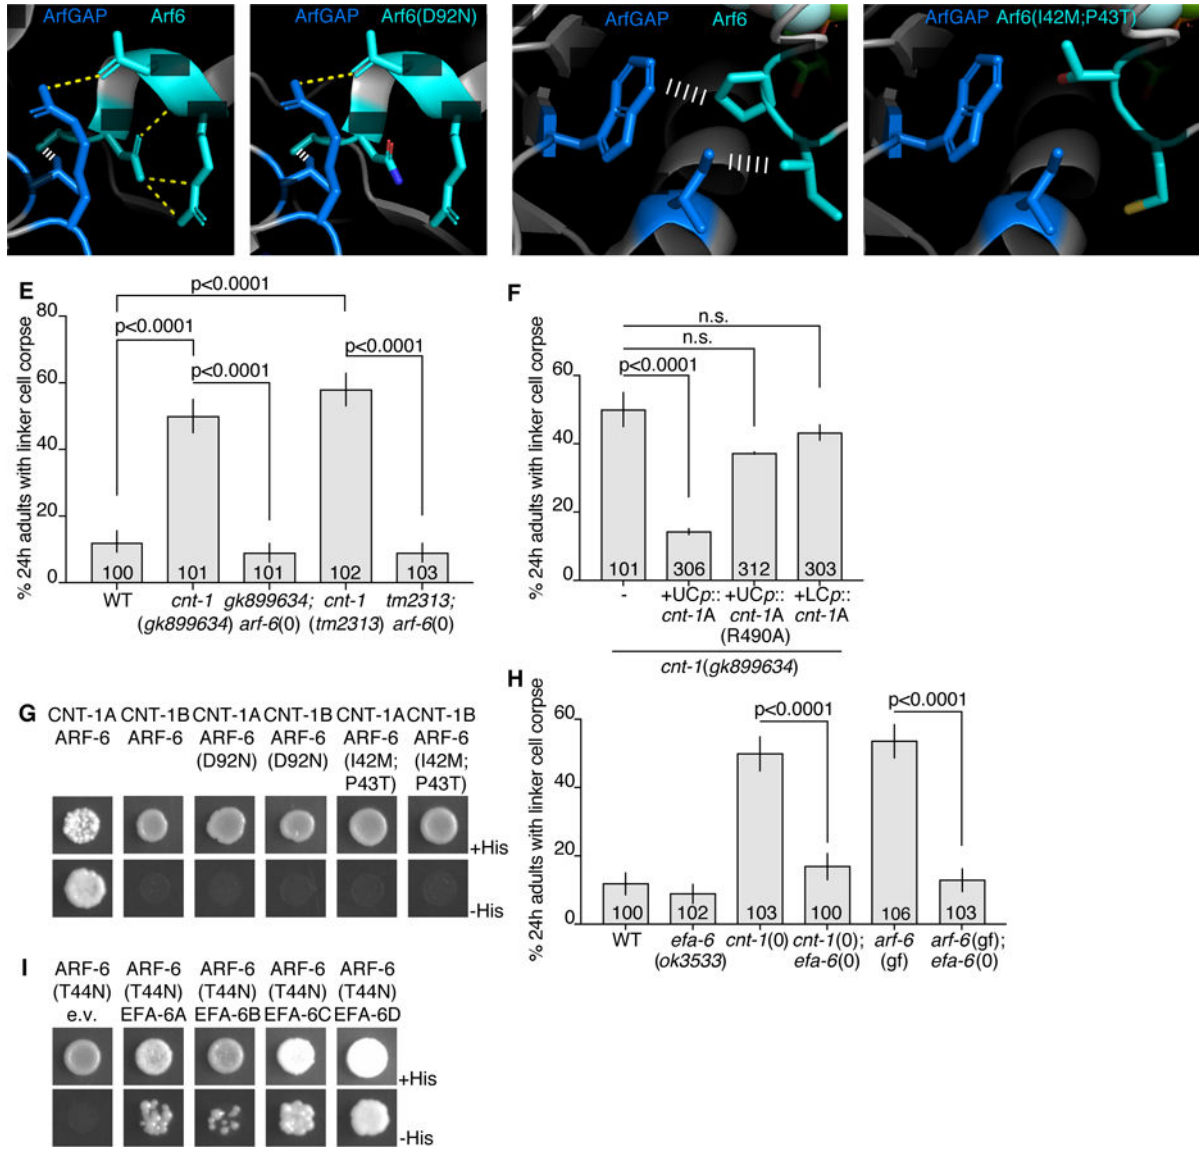 ArfGAP Arf6
ArfGAP Arf6(D92N)
ArfGAP Arf6
ArfGAP Arf6(I42M;P43T)
E
% 24h adults with linker cell corpse
80
60
40
20
0
p<0.0001
p<0.0001
p<0.0001
p<0.0001
100
101
101
102
103
WT
cnt-1
(gk899634)
gk899634;
arf-6(0)
cnt-1
(tm2313)
tm2313;
arf-6(0)
F
% 24h adults with linker cell corpse
60
40
20
0
n.s.
n.s.
p<0.0001
101
306
312
303
-
+UCp::
cnt-1A
+UCp::
cnt-1A
(R490A)
+LCp::
cnt-1A
cnt-1(gk899634)
G
CNT-1A
ARF-6
CNT-1B
ARF-6
CNT-1A
ARF-6
(D92N)
CNT-1B
ARF-6
(D92N)
CNT-1A
ARF-6
(I42M;
P43T)
CNT-1B
ARF-6
(I42M;
P43T)
+His
-His
H
% 24h adults with linker cell corpse
60
40
20
0
p<0.0001
p<0.0001
100
102
103
100
106
103
WT
efa-6
(ok3533)
cnt-1(0)
cnt-1(0);
efa-6(0)
arf-6
(gf)
arf-6(gf);
efa-6(0)
I
ARF-6
(T44N)
e.v.
ARF-6
(T44N)
EFA-6A
ARF-6
(T44N)
EFA-6B
ARF-6
(T44N)
EFA-6C
ARF-6
(T44N)
EFA-6D
+His
-His